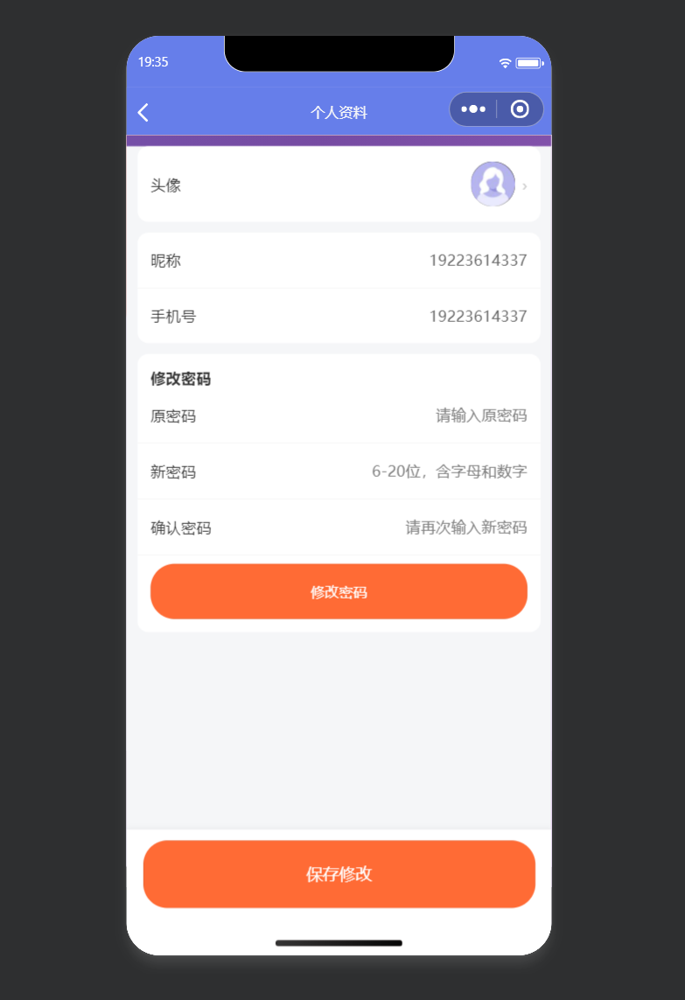 19:35
个人资料
头像
昵称 19223614337
手机号 19223614337
修改密码
原密码 请输入原密码
新密码 6-20位，含字母和数字
确认密码 请再次输入新密码
修改密码
保存修改